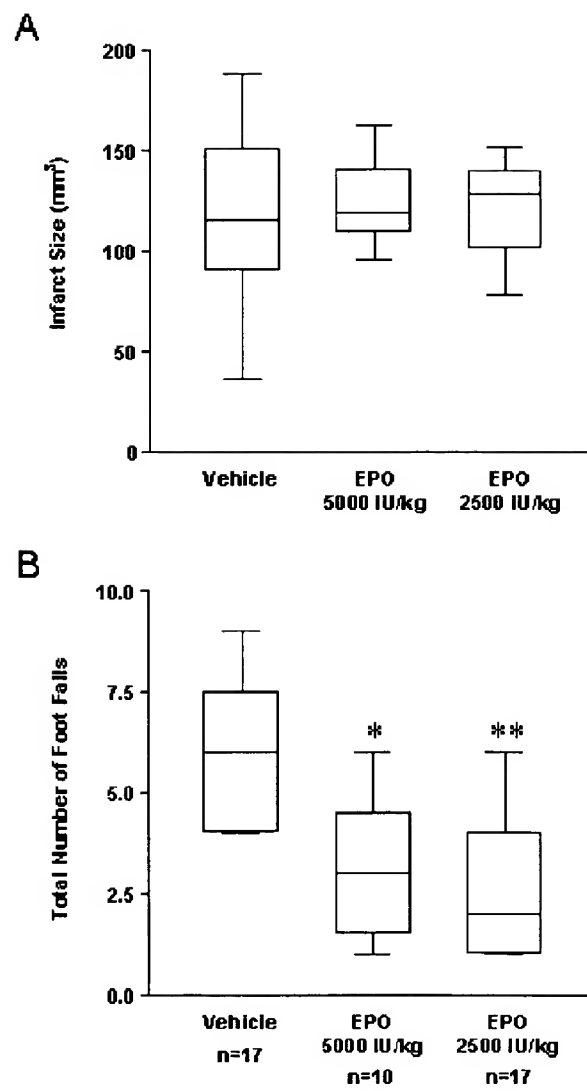 A
200
150
100
50
0
Infarct Size (mm³)
Vehicle
EPO
5000 IU/kg
EPO
2500 IU/kg
B
10.0
7.5
5.0
2.5
0.0
Total Number of Foot Falls
*
**
Vehicle
n=17
EPO
5000 IU/kg
n=10
EPO
2500 IU/kg
n=17